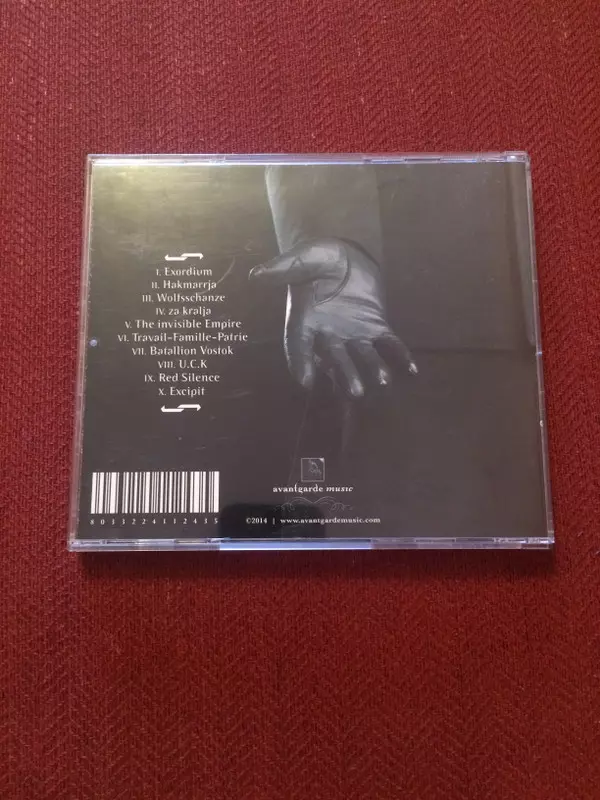 I. Exordium
II. Hakmarrja
III. Wolfsschanze
IV. za kralja
V. The invisible Empire
VI. Travail-Famille-Patrie
VII. Batallion Vostok
VIII. U.C.K
IX. Red Silence
X. Excipit
avantgarde music
8033224112435
©2014 | www.avantgardemusic.com